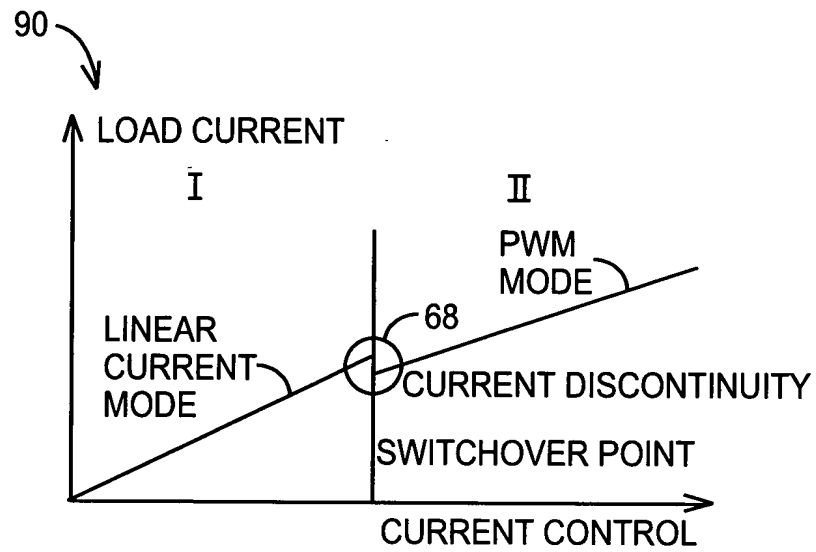 90
LOAD CURRENT
I
II
PWM
MODE
68
LINEAR
CURRENT
MODE
CURRENT DISCONTINUITY
SWITCHOVER POINT
CURRENT CONTROL